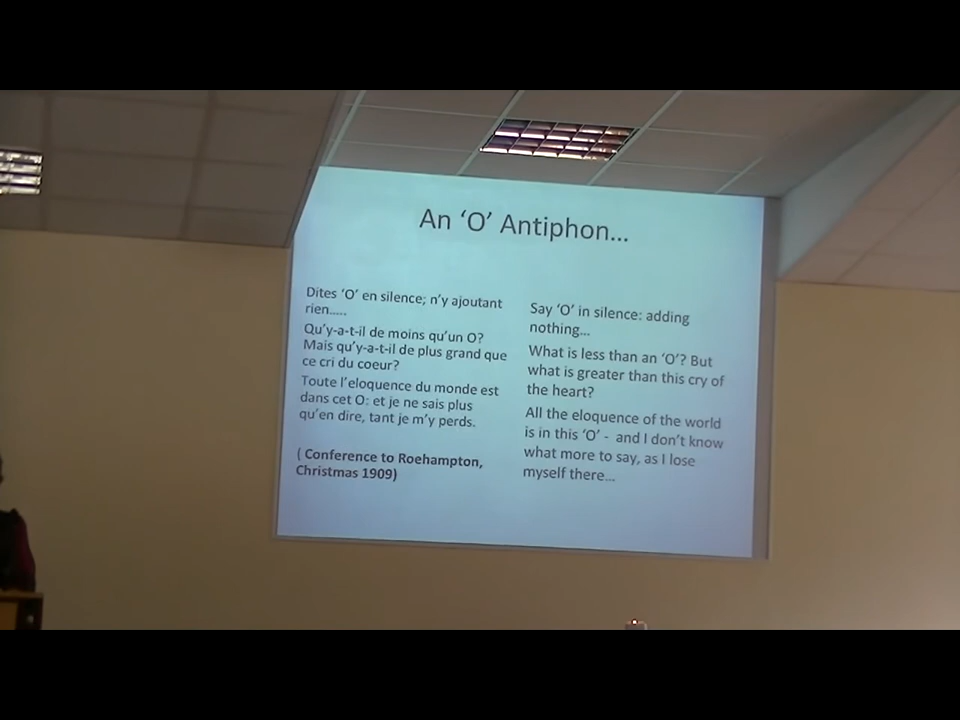 An ‘O’ Antiphon...
Dites ‘O’ en silence; n’y ajoutant
rien.....
Qu’y-a-t-il de moins qu’un O?
Mais qu’y-a-t-il de plus grand que
ce cri du coeur?
Toute l’eloquence du monde est
dans cet O: et je ne sais plus
qu’en dire, tant je m’y perds.
( Conference to Roehampton,
Christmas 1909)
Say ‘O’ in silence: adding
nothing...
What is less than an ‘O’? But
what is greater than this cry of
the heart?
All the eloquence of the world
is in this ‘O’ - and I don’t know
what more to say, as I lose
myself there...